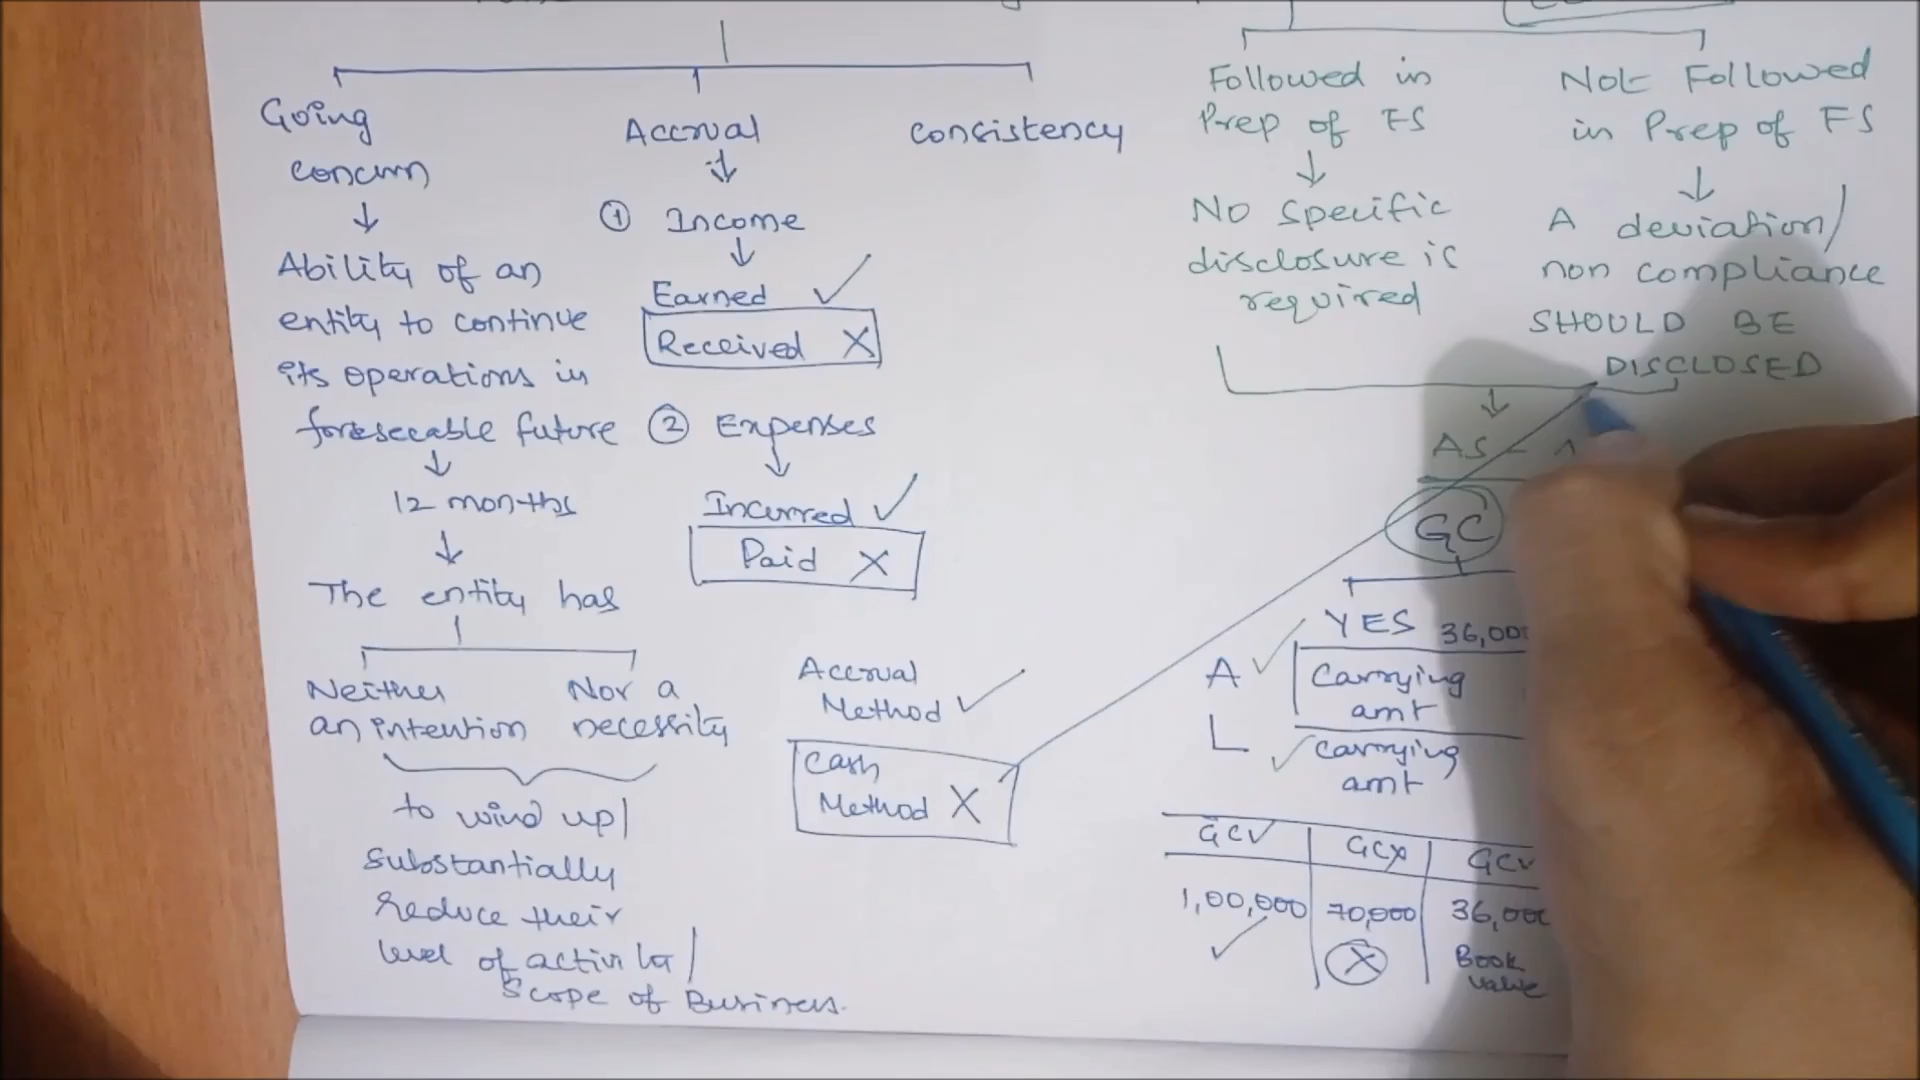 Going
concern
Ability of an
entity to continue
its operations in
foreseeable future
12 months
The entity has
Neither
an intention
Nor a
necessity
to wind up/
Substantially
reduce their
level of
Scope of Business.
Accrual
① Income
Earned ✓
Received X
② Expenses
Incurred ✓
Paid X
Accrual
Method ✓
Cash
Method X
consistency
Followed in
Prep of FS
No specific
disclosure is
required
Not Followed
in Prep of FS
A deviation/
non compliance
SHOULD BE
DISCLOSED
AS -
GC
YES 36,000
A ✓ Carrying
amt
L ✓ Carrying
amt
GC✓ GCX GC✓
1,00,000 70,000 36,000
✓ X Book
Value